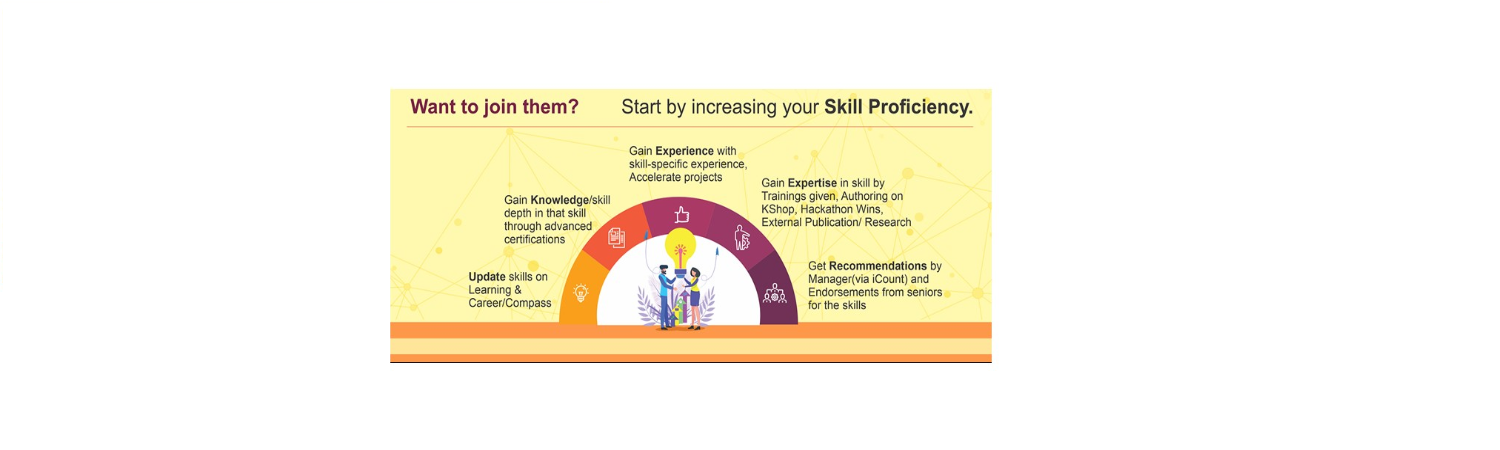 Want to join them?
Start by increasing your Skill Proficiency.
Update skills on
Learning &
Career/Compass
Gain Knowledge/skill
depth in that skill
through advanced
certifications
Gain Experience with
skill-specific experience,
Accelerate projects
Gain Expertise in skill by
Trainings given, Authoring on
KShop, Hackathon Wins,
External Publication/ Research
Get Recommendations by
Manager(via iCount) and
Endorsements from seniors
for the skills